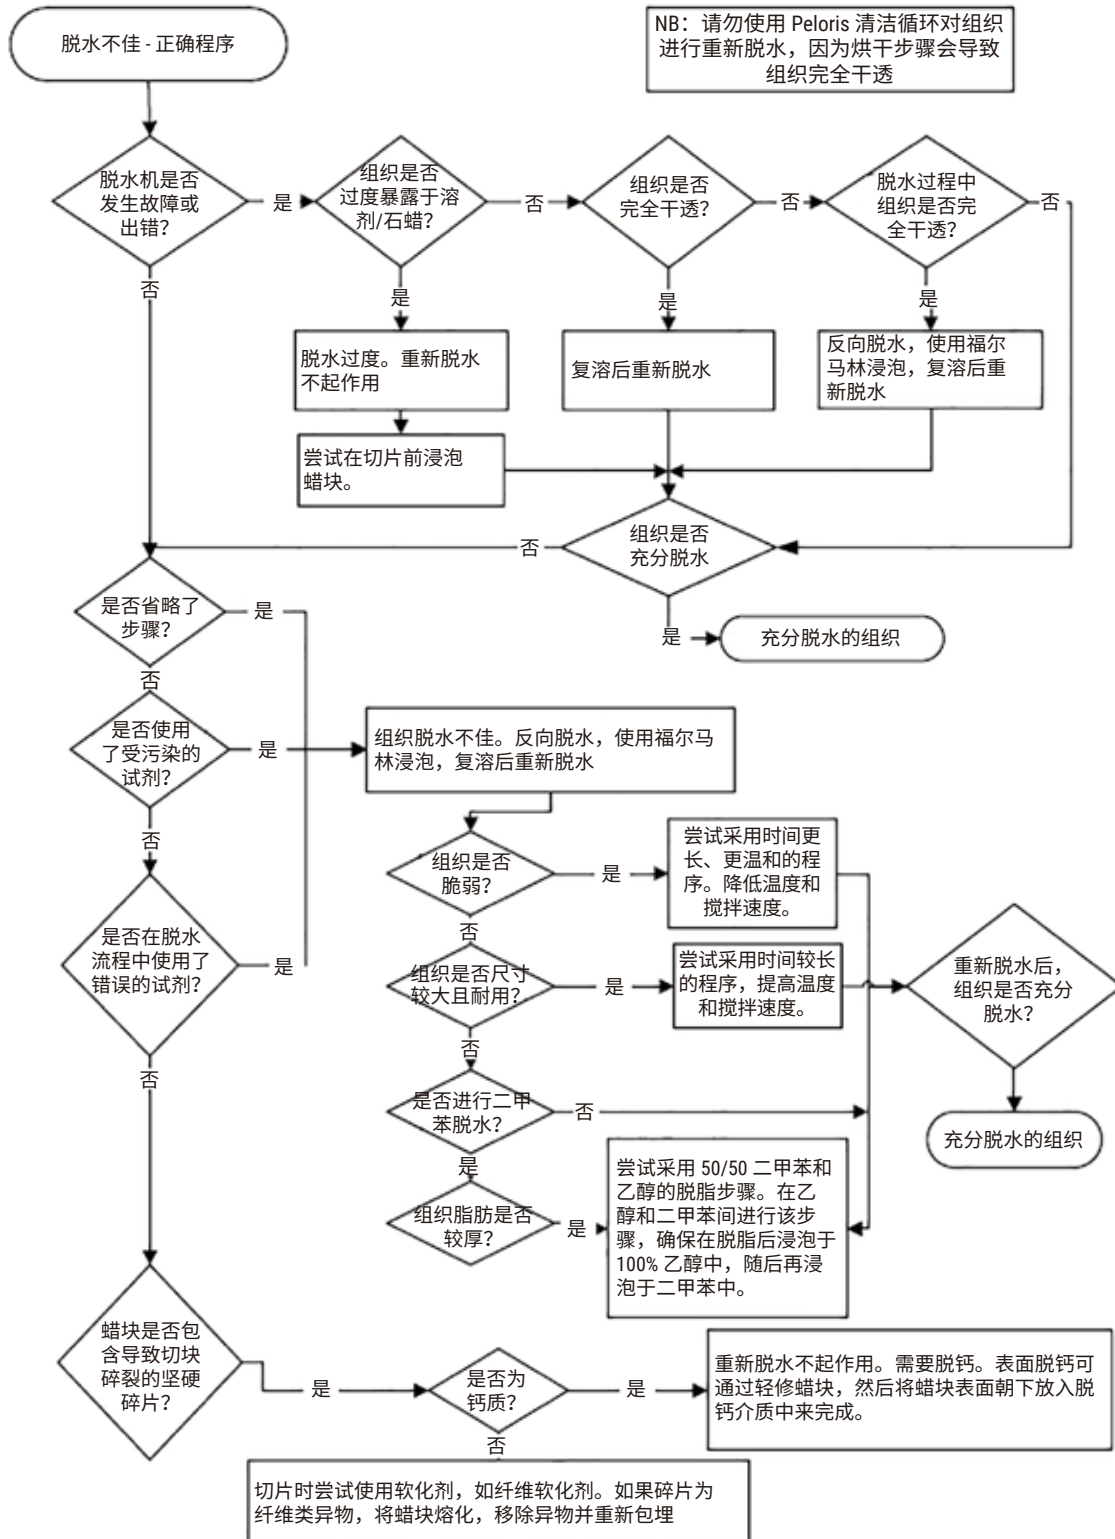 脱水不佳 - 正确程序
NB：请勿使用 Peloris 清洁循环对组织
进行重新脱水，因为烘干步骤会导致
组织完全干透
脱水机是否
发生故障或
出错？
是
组织是否
过度暴露于溶
剂/石蜡？
否
组织是否
完全干透？
否
脱水过程中
组织是否完
全干透？
否
否
是
是
是
脱水过度。重新脱水
不起作用
复溶后重新脱水
反向脱水，使用福尔
马林浸泡，复溶后重
新脱水
尝试在切片前浸泡
蜡块。
组织是否
充分脱水
否
是
充分脱水的组织
是否省略了
步骤？
是
否
是否使用
了受污染的
试剂？
是
组织脱水不佳。反向脱水，使用福尔马
林浸泡，复溶后重新脱水
否
组织是否
脆弱？
是
尝试采用时间更
长、更温和的程
序。降低温度和
搅拌速度。
否
是否在脱水
流程中使用了
错误的试剂？
是
组织是否尺寸
较大且耐用？
是
尝试采用时间较长
的程序，提高温度
和搅拌速度。
重新脱水后，
组织是否充分
脱水？
否
否
是否进行二甲
苯脱水？
否
充分脱水的组织
是
组织脂肪是否
较厚？
是
尝试采用 50/50 二甲苯和
乙醇的脱脂步骤。在乙
醇和二甲苯间进行该步
骤，确保在脱脂后浸泡于
100% 乙醇中，随后再浸
泡于二甲苯中。
蜡块是否包
含导致切块
碎裂的坚硬
碎片？
是
是否为
钙质？
是
重新脱水不起作用。需要脱钙。表面脱钙可
通过轻修蜡块，然后将蜡块表面朝下放入脱
钙介质中来完成。
否
切片时尝试使用软化剂，如纤维软化剂。如果碎片为
纤维类异物，将蜡块熔化，移除异物并重新包埋